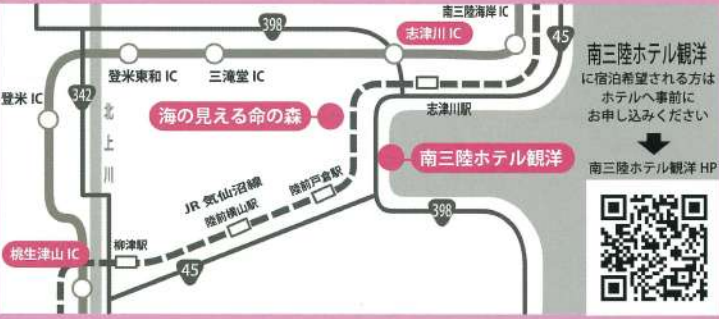 南三陸海岸 IC
398
志津川 IC
45
登米東和 IC
三滝堂 IC
登米 IC
342
北上川
海の見える命の森
志津川駅
南三陸ホテル観洋
JR 気仙沼線
陸前戸倉駅
陸前横山駅
398
柳津駅
桃生津山 IC
45
南三陸ホテル観洋
に宿泊希望される方は
ホテルへ事前に
お申し込みください
南三陸ホテル観洋 HP